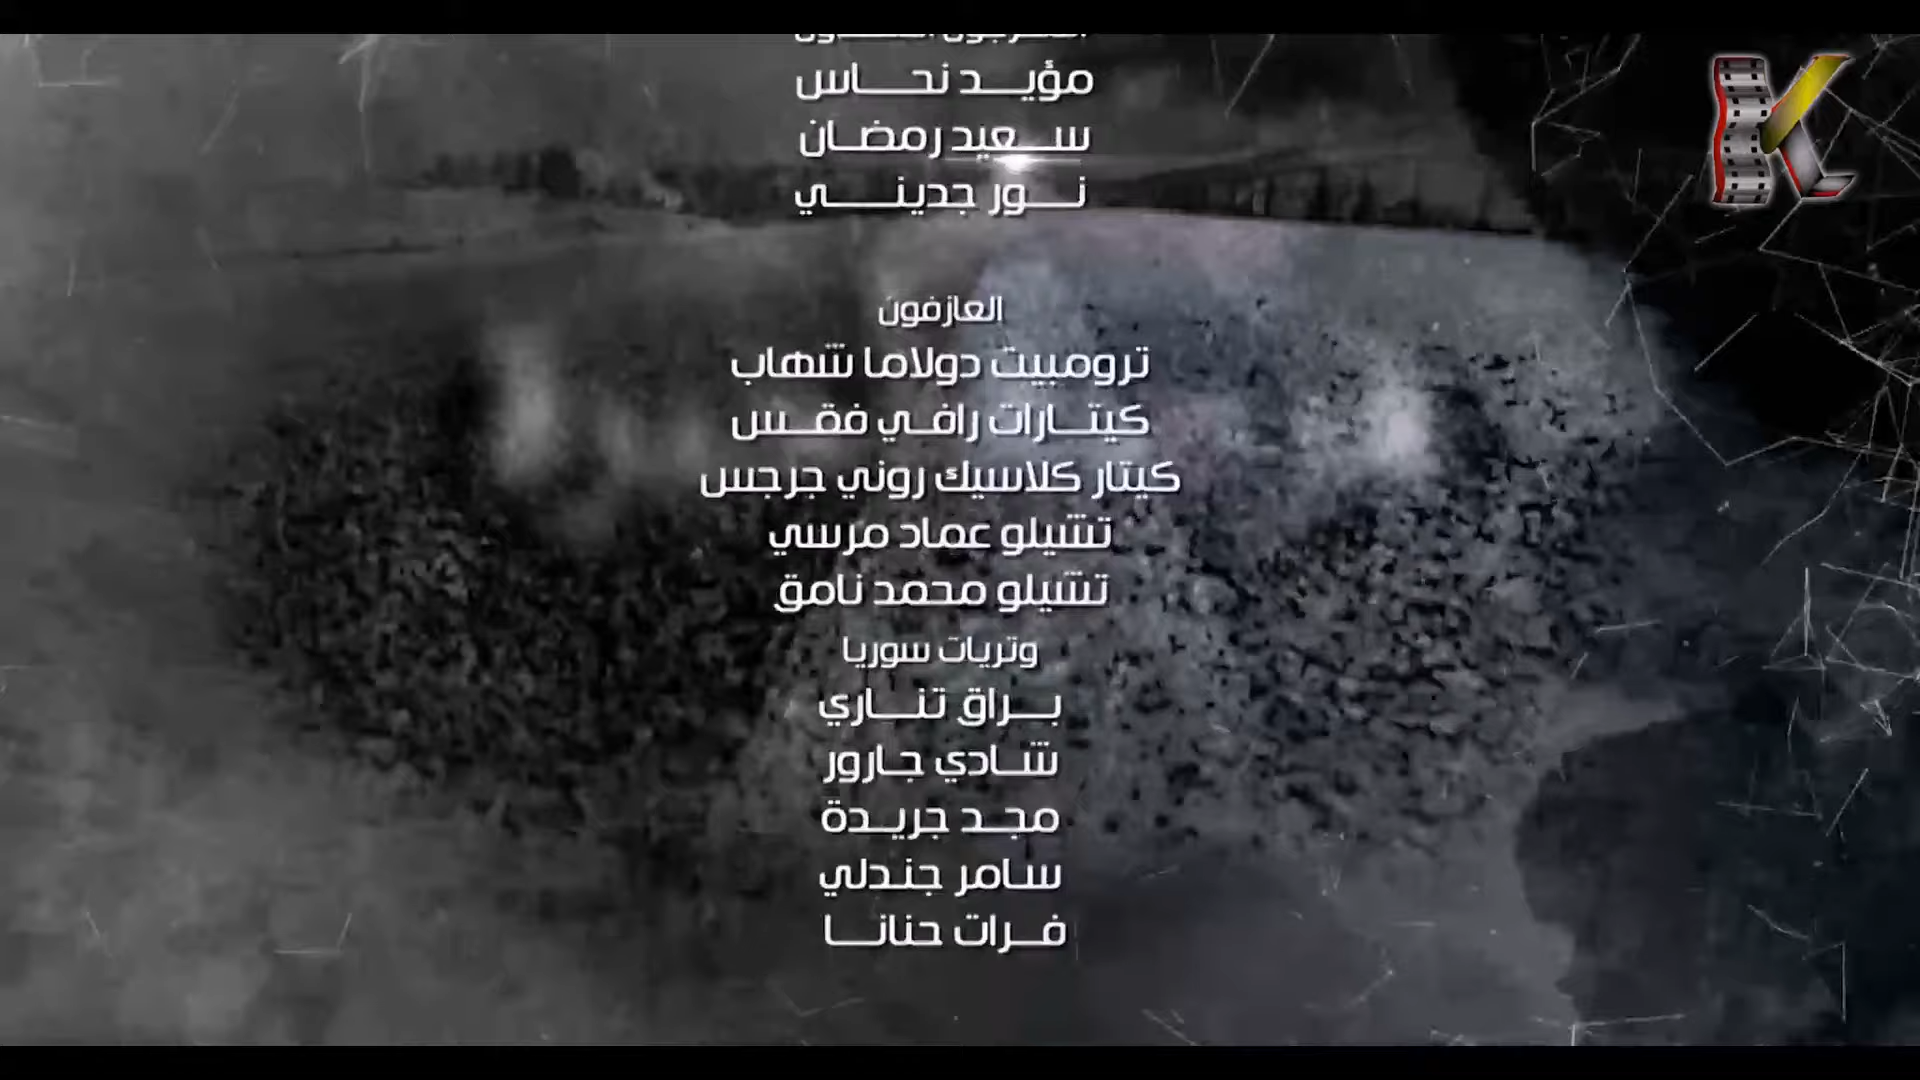 مؤيد نحاس
سعيد رمضان
نور جديني
العازفون
ترومبيت دولاما شهاب
كيتارات رافي فقس
كيتار كلاسيك روني جرجس
تشيلو عماد مرسي
تشيلو محمد نامق
وتريات سوريا
براق تناري
شادي جارور
مجد جريدة
سامر جندلي
فرات حنانا